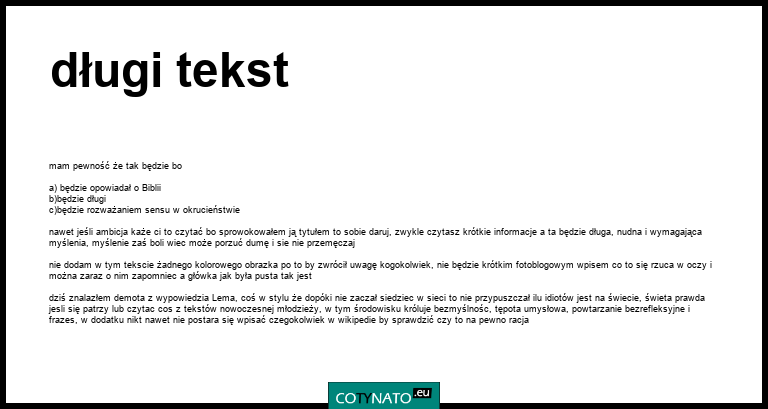 długi tekst
mam pewność że tak będzie bo
a) będzie opowiadał o Biblii
b)będzie długi
c)będzie rozważaniem sensu w okrucieństwie
nawet jeśli ambicja każe ci to czytać bo sprowokowałem ją tytułem to sobie daruj, zwykle czytasz krótkie informacje a ta będzie długa, nudna i wymagająca
myślenia, myślenie zaś boli wiec może porzuć dumę i sie nie przemęczaj
nie dodam w tym tekscie żadnego kolorowego obrazka po to by zwrócił uwagę kogokolwiek, nie będzie krótkim fotoblogowym wpisem co to się rzuca w oczy i
można zaraz o nim zapomniec a główka jak była pusta tak jest
dziś znalazłem demota z wypowiedzia Lema, coś w stylu że dopóki nie zaczał siedziec w sieci to nie przypuszczał ilu idiotów jest na świecie, świeta prawda
jesli się patrzy lub czytac cos z tekstów nowoczesnej młodzieży, w tym środowisku króluje bezmyślnośc, tępota umysłowa, powtarzanie bezrefleksyjne i
frazes, w dodatku nikt nawet nie postara się wpisać czegokolwiek w wikipedie by sprawdzić czy to na pewno racja
COTYNATO.eu